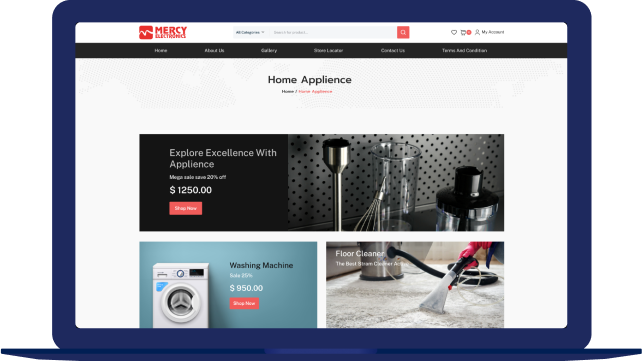 MERCY
ELECTRONICS
All Categories
Search for product...
My Account
Home
About Us
Gallery
Store Locator
Contact Us
Terms And Condition
Home Applience
Home / Home Applience
Explore Excellence With
Applience
Mega sale save 20% off
$ 1250.00
Shop Now
Washing Machine
Sale 25%
$ 950.00
Shop Now
Floor Cleaner
The Best Steam Cleaner